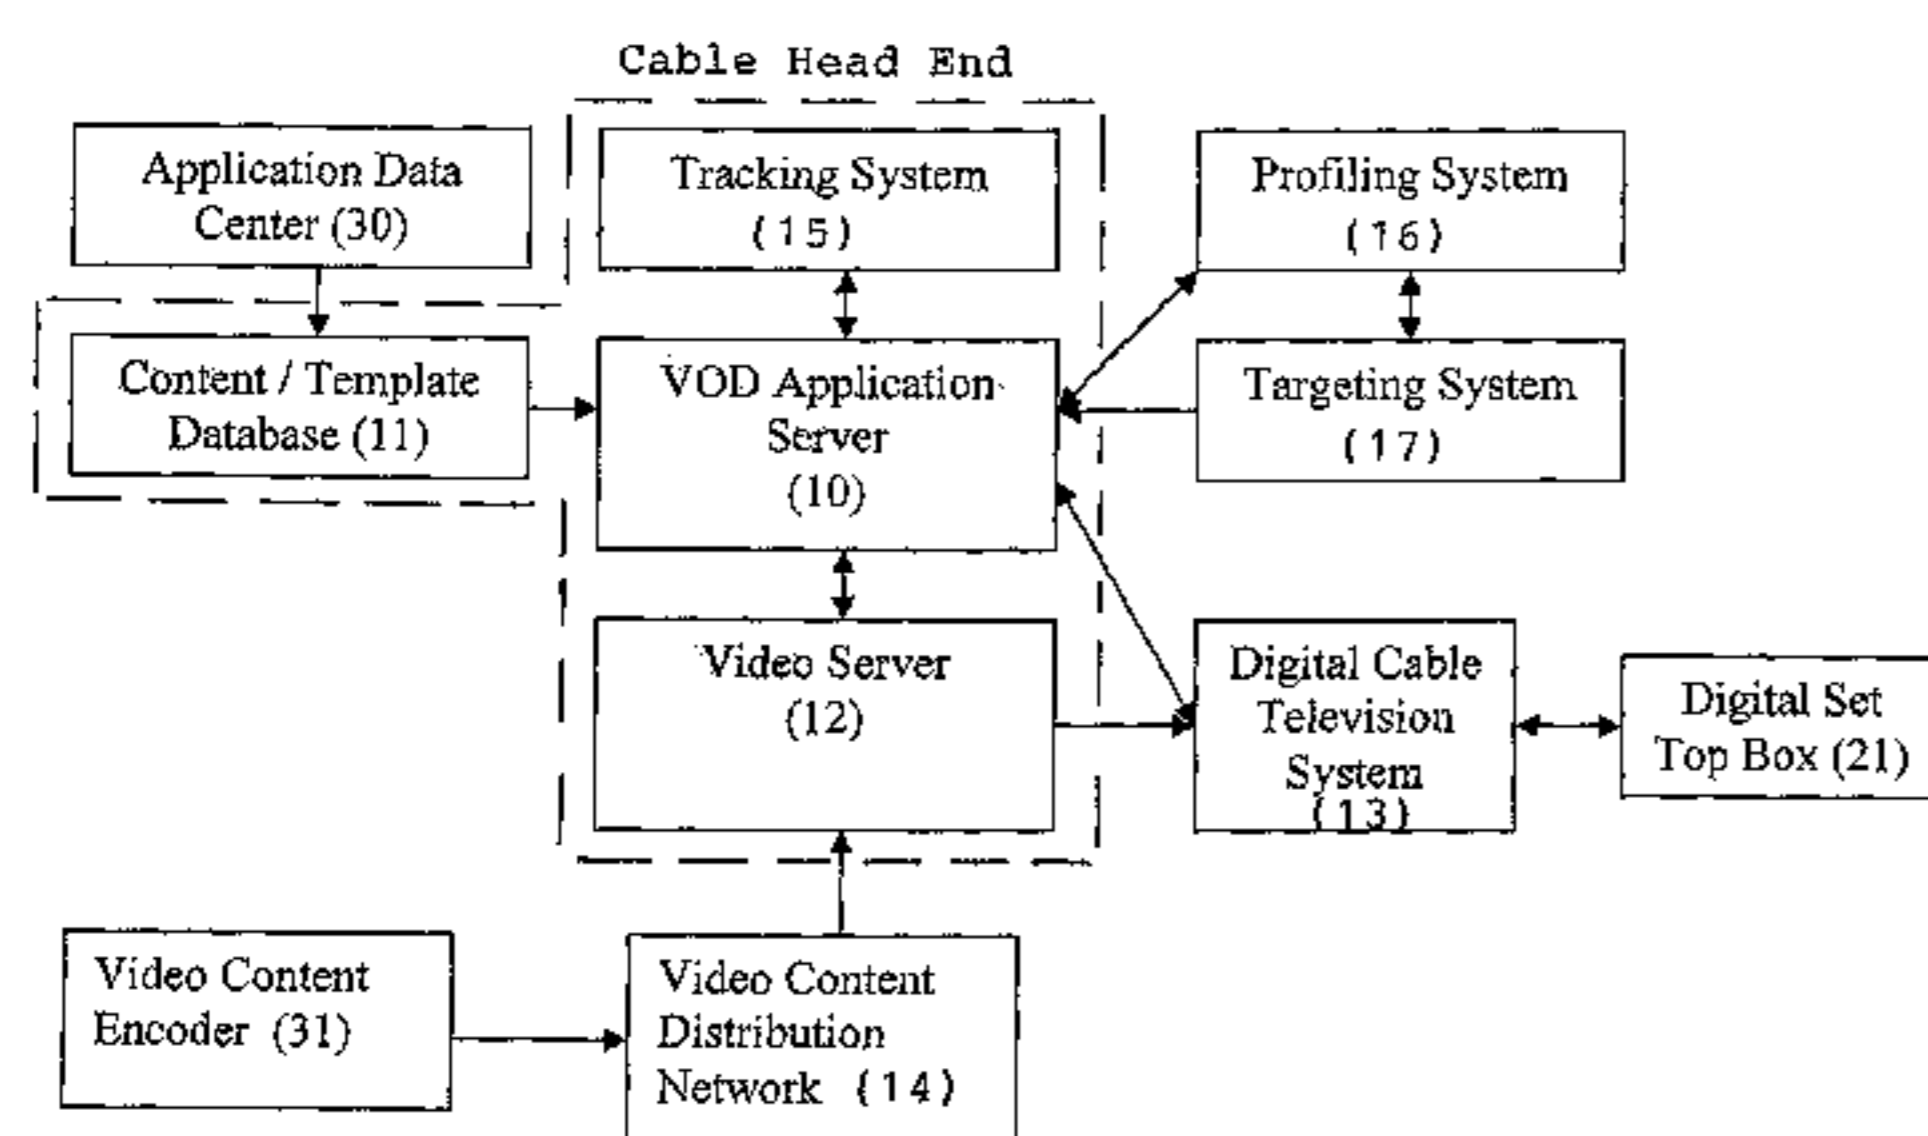 Cable Head End
Application Data
Center (30)
Tracking System
(15)
Profiling System
(16)
Content / Template
Database (11)
VOD Application
Server
(10)
Targeting System
(17)
Video Server
(12)
Digital Cable
Television
System
(13)
Digital Set
Top Box (21)
Video Content
Encoder (31)
Video Content
Distribution
Network (14)